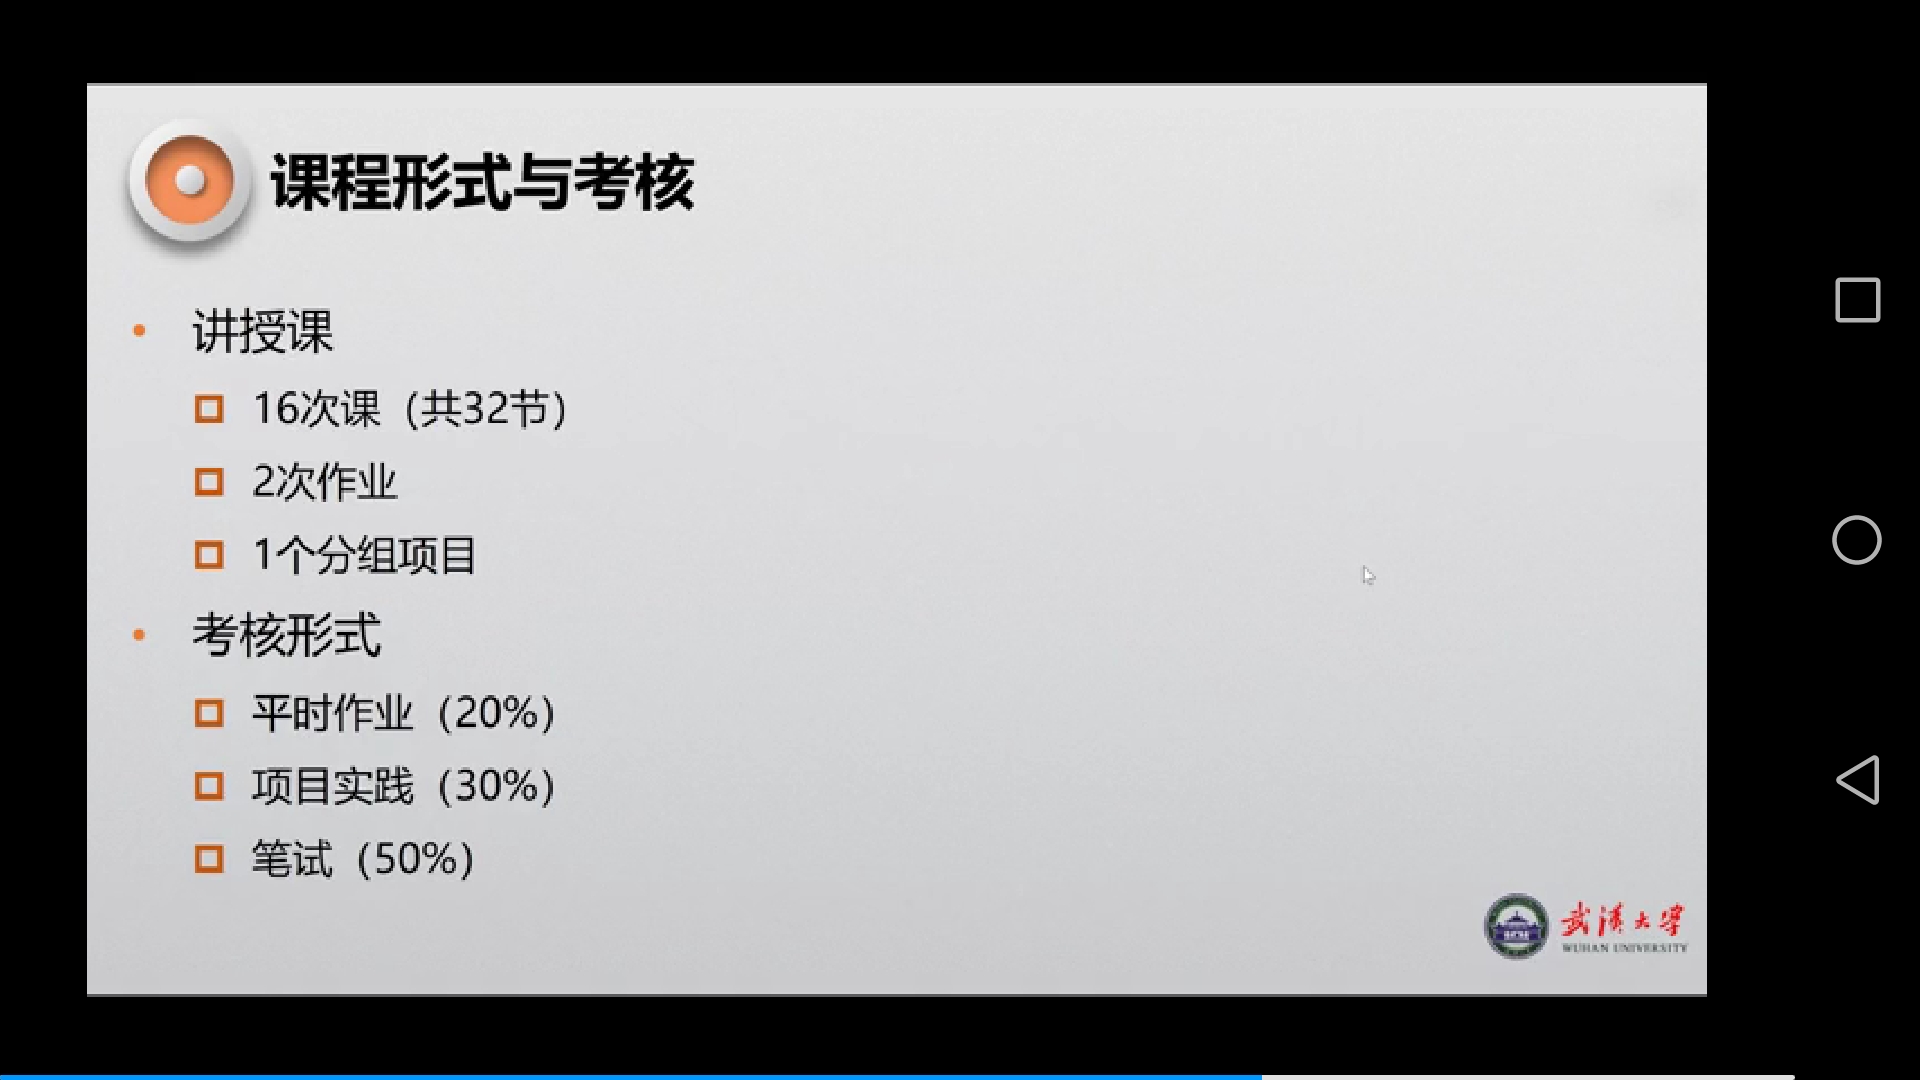 课程形式与考核
讲授课
16次课（共32节）
2次作业
1个分组项目
考核形式
平时作业（20%）
项目实践（30%）
笔试（50%）
武汉大学
WUHAN UNIVERSITY